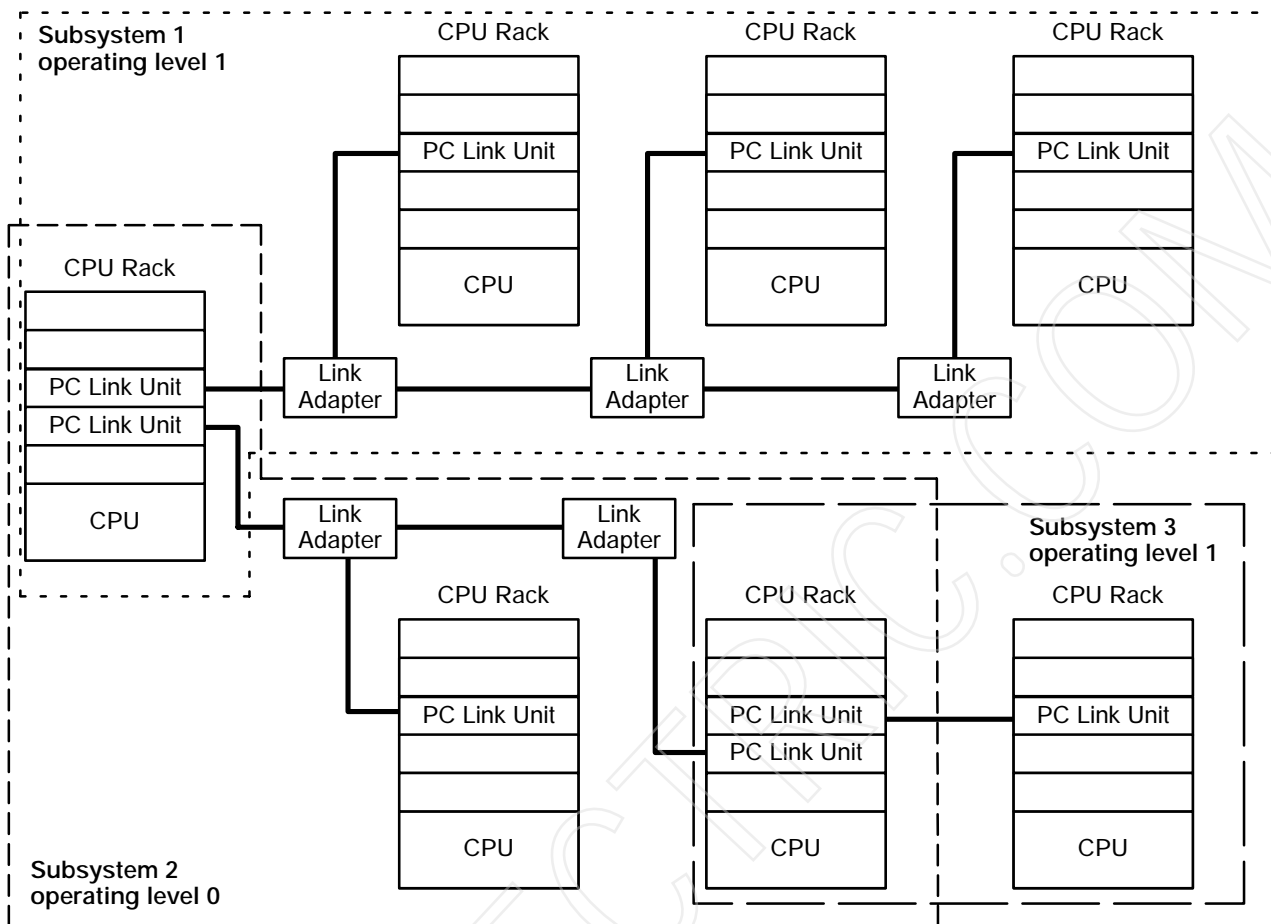 Subsystem 1
operating level 1
CPU Rack
PC Link Unit
CPU
CPU Rack
PC Link Unit
CPU
CPU Rack
PC Link Unit
CPU
CPU Rack
PC Link Unit
PC Link Unit
CPU
Link
Adapter
Link
Adapter
Link
Adapter
Link
Adapter
Link
Adapter
Subsystem 3
operating level 1
CPU Rack
PC Link Unit
CPU
CPU Rack
PC Link Unit
PC Link Unit
CPU
CPU Rack
PC Link Unit
CPU
Subsystem 2
operating level 0
ECTRIC.COM